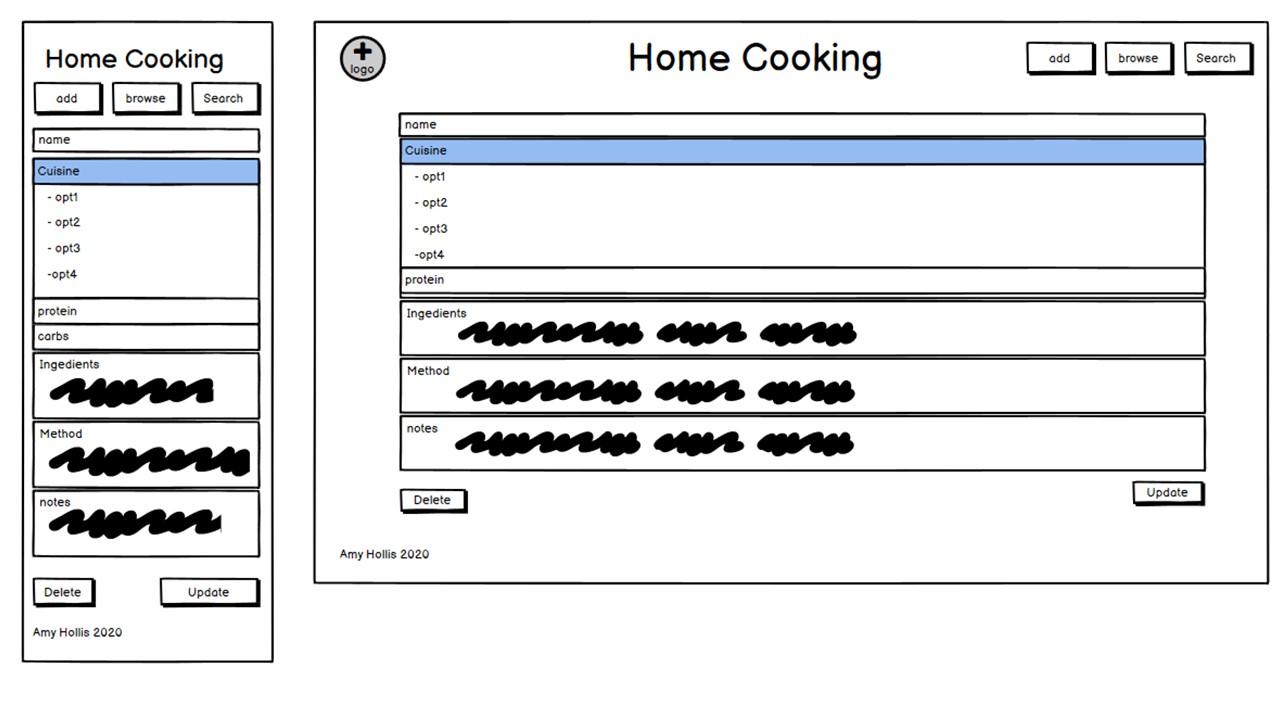 Home Cooking
add browse Search
name
Cuisine
- opt1
- opt2
- opt3
-opt4
protein
carbs
Ingedients
Method
notes
Delete Update
Amy Hollis 2020
logo
Home Cooking
add browse Search
name
Cuisine
- opt1
- opt2
- opt3
-opt4
protein
Ingedients
Method
notes
Delete Update
Amy Hollis 2020